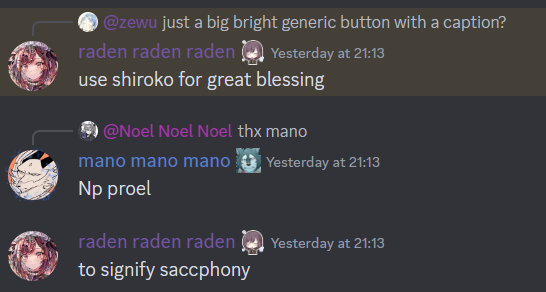 @zewu just a big bright generic button with a caption?
raden raden raden Yesterday at 21:13
use shiroko for great blessing
@Noel Noel Noel thx mano
mano mano mano Yesterday at 21:13
Np proel
raden raden raden Yesterday at 21:13
to signify saccphony